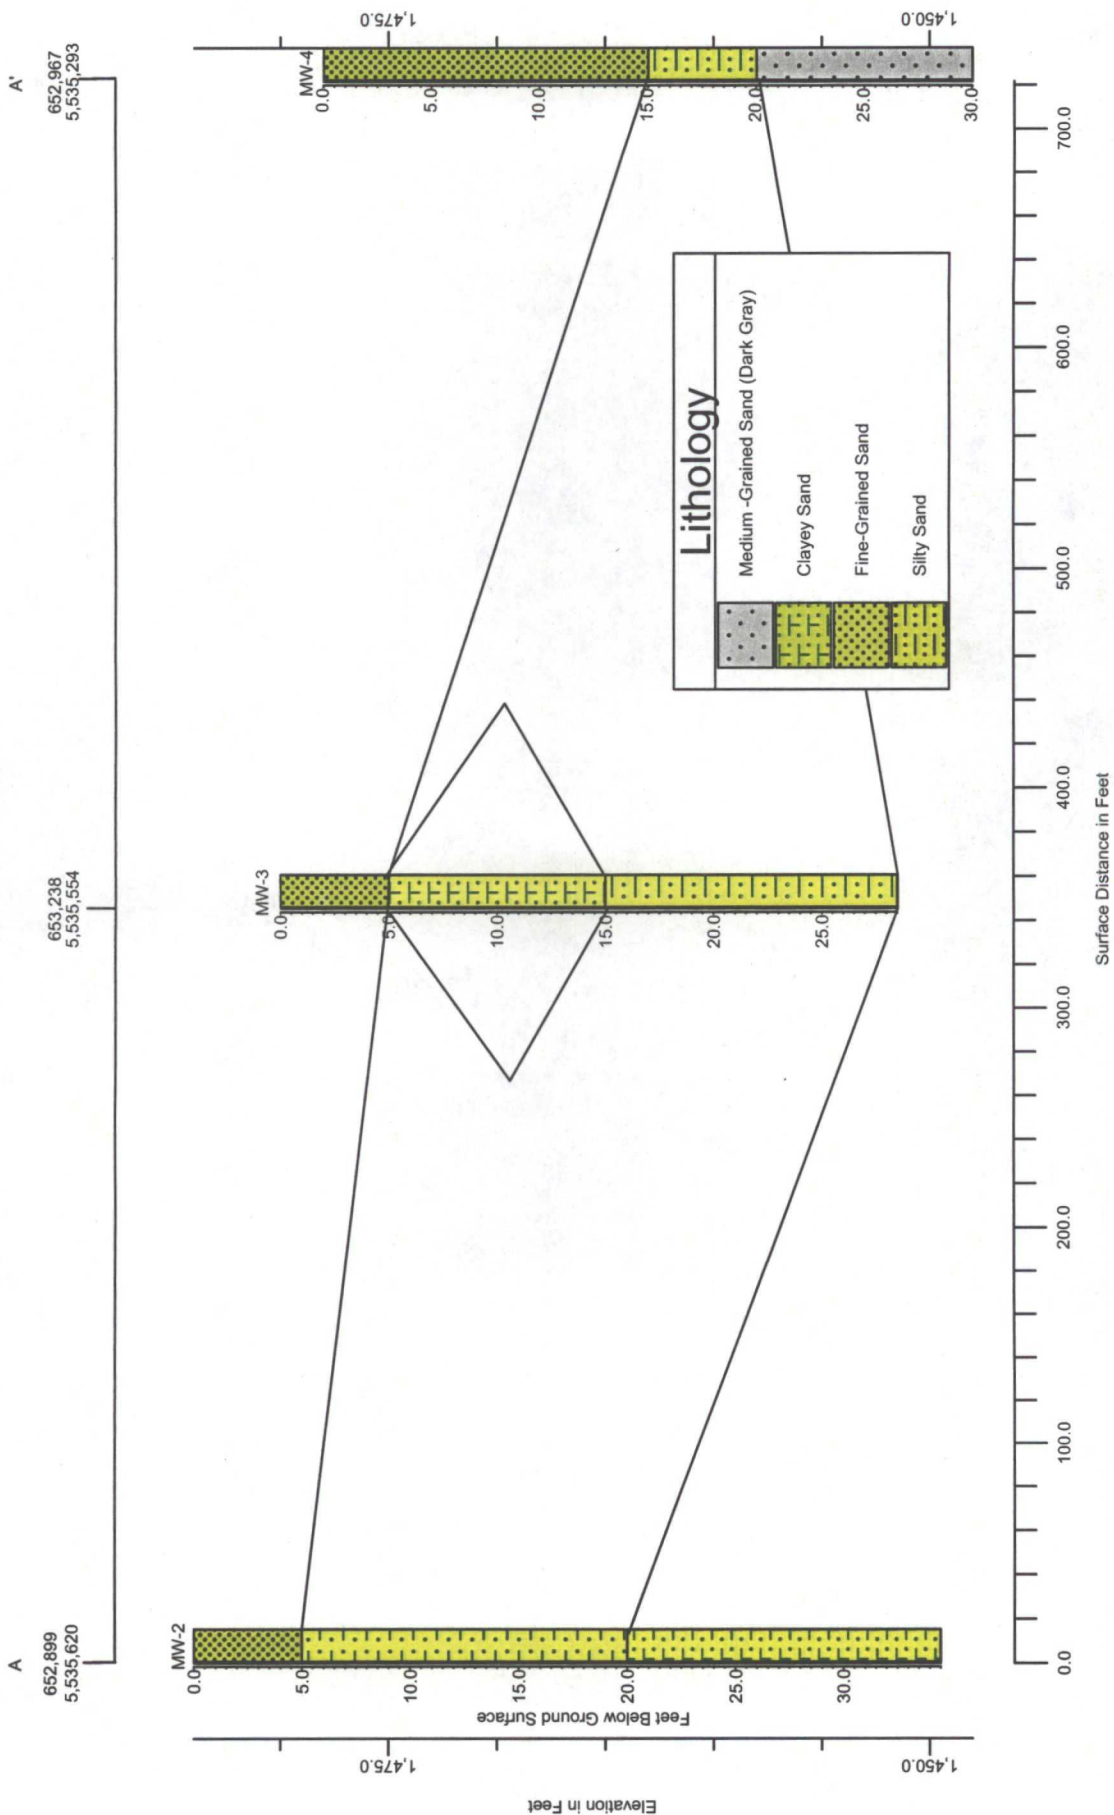 A
652,899
5,535,620
653,238
5,535,554
A'
652,967
5,535,293
Elevation in Feet
1,475.0
1,450.0
Feet Below Ground Surface
MW-2
0.0
5.0
10.0
15.0
20.0
25.0
30.0
MW-3
0.0
5.0
10.0
15.0
20.0
25.0
MW-4
0.0
5.0
10.0
15.0
20.0
25.0
30.0
1,475.0
1,450.0
Lithology
Medium -Grained Sand (Dark Gray)
Clayey Sand
Fine-Grained Sand
Silty Sand
0.0
100.0
200.0
300.0
400.0
500.0
600.0
700.0
Surface Distance in Feet